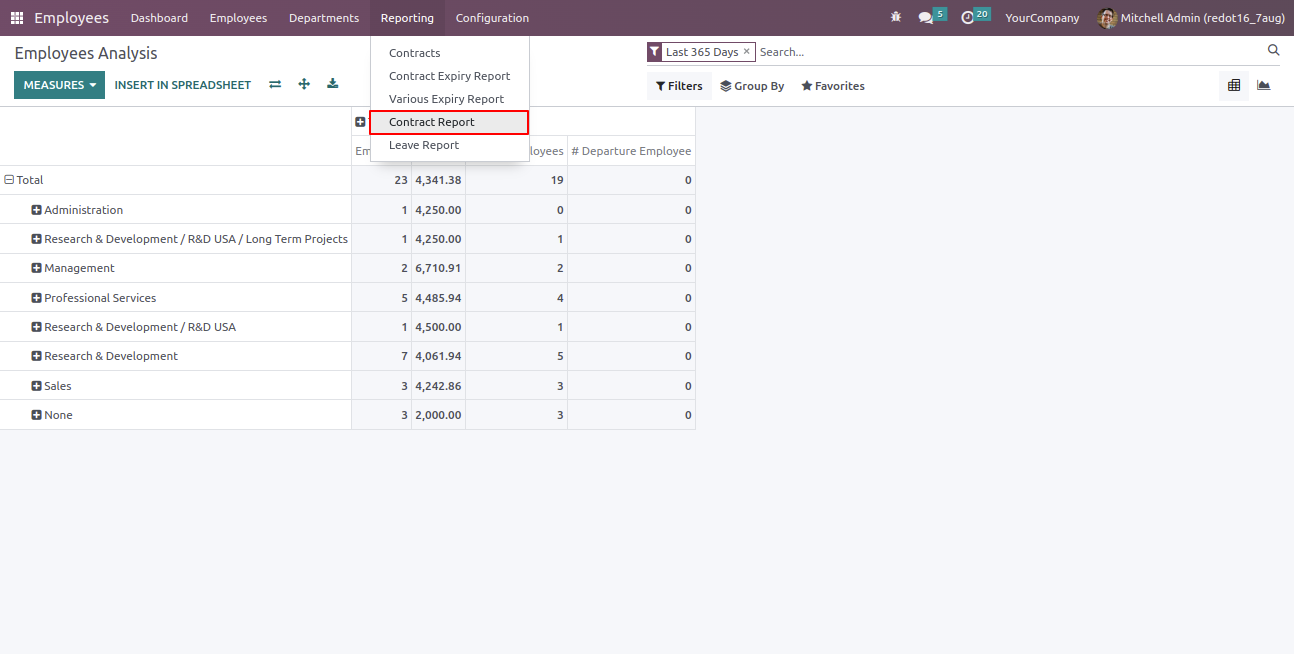 Employees Dashboard Employees Departments Reporting Configuration 5 20 YourCompany Mitchell Admin (redot16_7aug)
Employees Analysis
Last 365 Days × Search...
MEASURES INSERT IN SPREADSHEET
Filters Group By Favorites
Contracts
Contract Expiry Report
Various Expiry Report
Contract Report
Leave Report
# Departure Employee
Total 23 4,341.38 19 0
Administration 1 4,250.00 0 0
Research & Development / R&D USA / Long Term Projects 1 4,250.00 1 0
Management 2 6,710.91 2 0
Professional Services 5 4,485.94 4 0
Research & Development / R&D USA 1 4,500.00 1 0
Research & Development 7 4,061.94 5 0
Sales 3 4,242.86 3 0
None 3 2,000.00 3 0